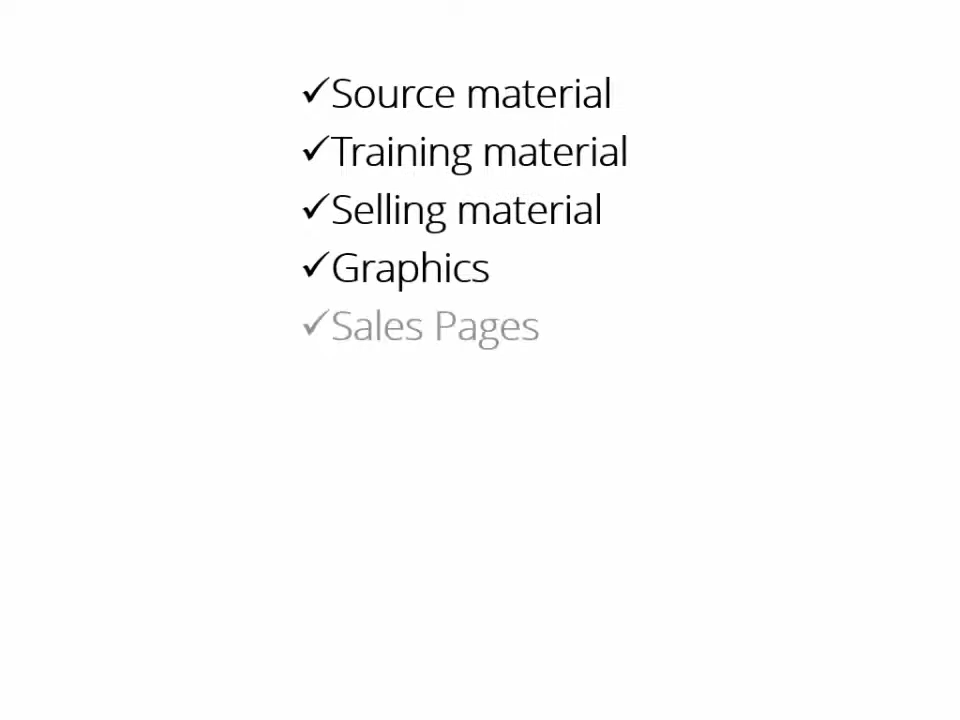 ✓Source material
✓Training material
✓Selling material
✓Graphics
✓Sales Pages